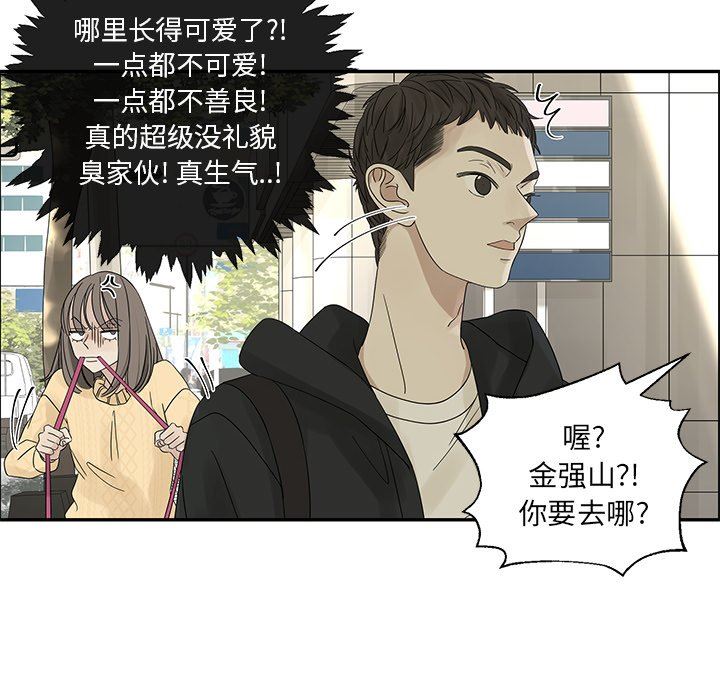 哪里长得可爱了?!
一点都不可爱!
一点都不善良!
真的超级没礼貌
臭家伙! 真生气..!
喔?
金强山?!
你要去哪?